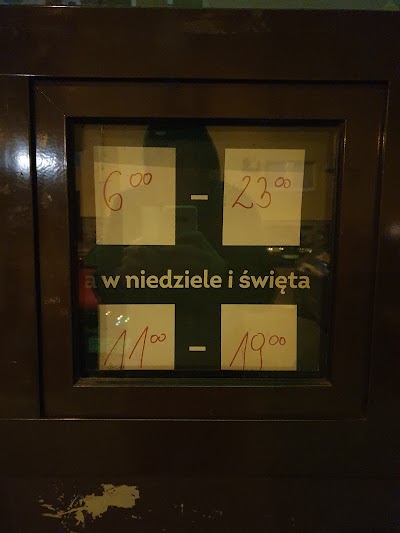 6⁰⁰ - 23⁰⁰
a w niedziele i święta
11⁰⁰ - 19⁰⁰